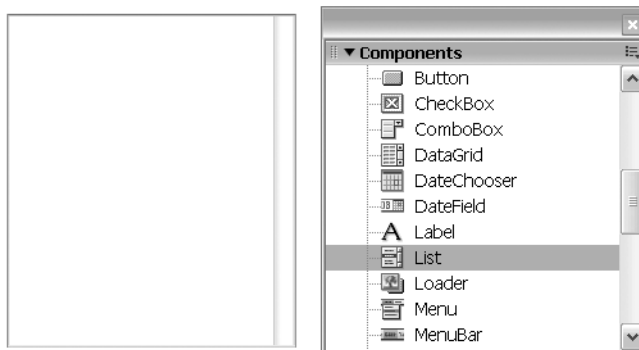 Components
Button
CheckBox
ComboBox
DataGrid
DateChooser
DateField
Label
List
Loader
Menu
MenuBar